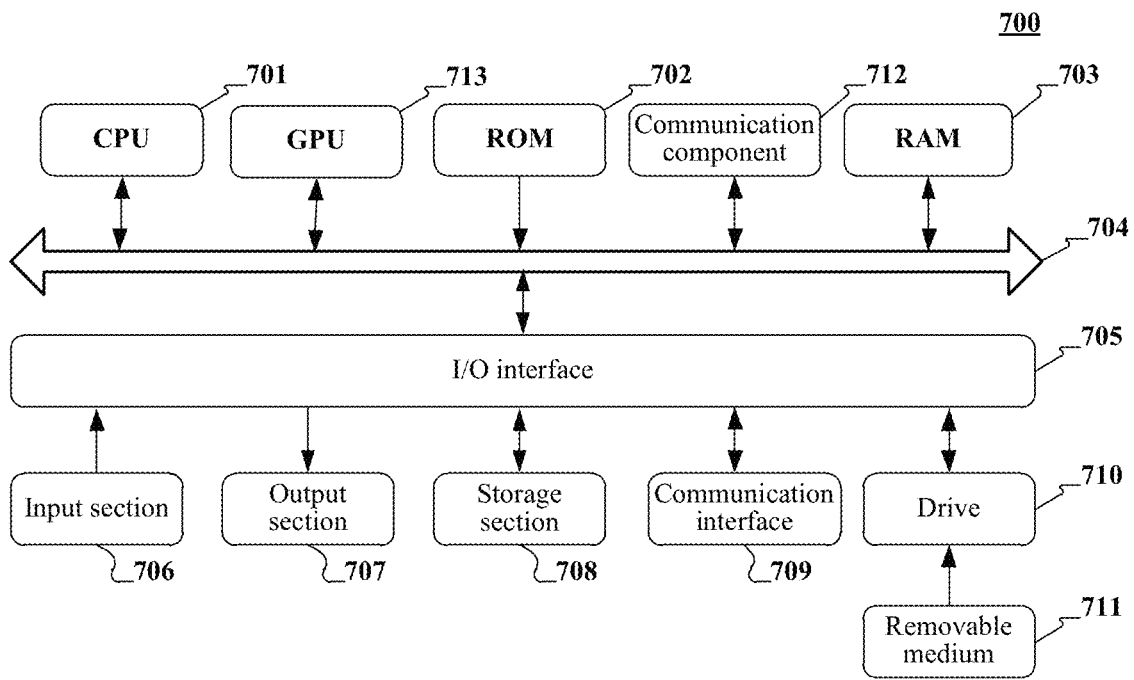 700
701
713
702
712
703
CPU
GPU
ROM
Communication
component
RAM
704
705
I/O interface
Input section
Output
section
Storage
section
Communication
interface
Drive
710
706
707
708
709
711
Removable
medium